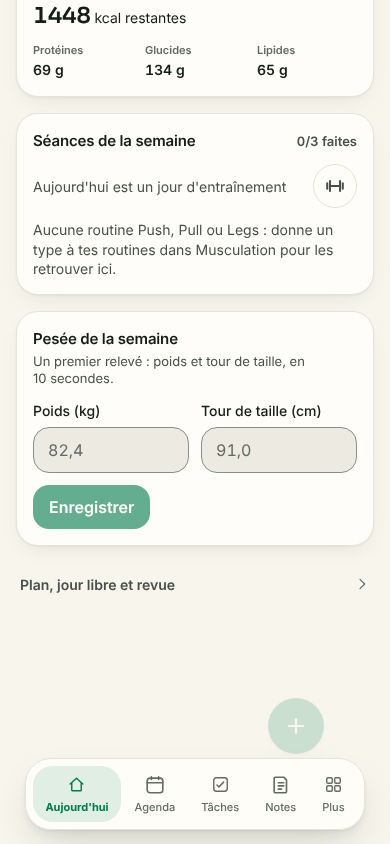 1448 kcal restantes
Protéines Glucides Lipides
69 g 134 g 65 g
Séances de la semaine 0/3 faites
Aujourd'hui est un jour d'entraînement
Aucune routine Push, Pull ou Legs : donne un
type à tes routines dans Musculation pour les
retrouver ici.
Pesée de la semaine
Un premier relevé : poids et tour de taille, en
10 secondes.
Poids (kg) Tour de taille (cm)
82,4 91,0
Enregistrer
Plan, jour libre et revue
Aujourd'hui Agenda Tâches Notes Plus